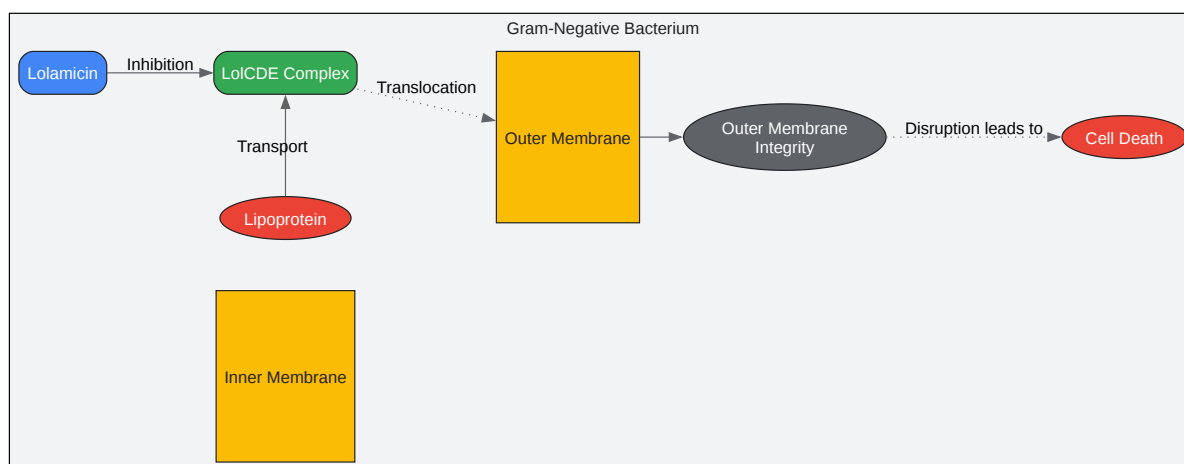 Gram-Negative Bacterium
Lolamicin
Inhibition
LolCDE Complex
Translocation
Transport
Lipoprotein
Outer Membrane
Outer Membrane
Integrity
Disruption leads to
Cell Death
Inner Membrane